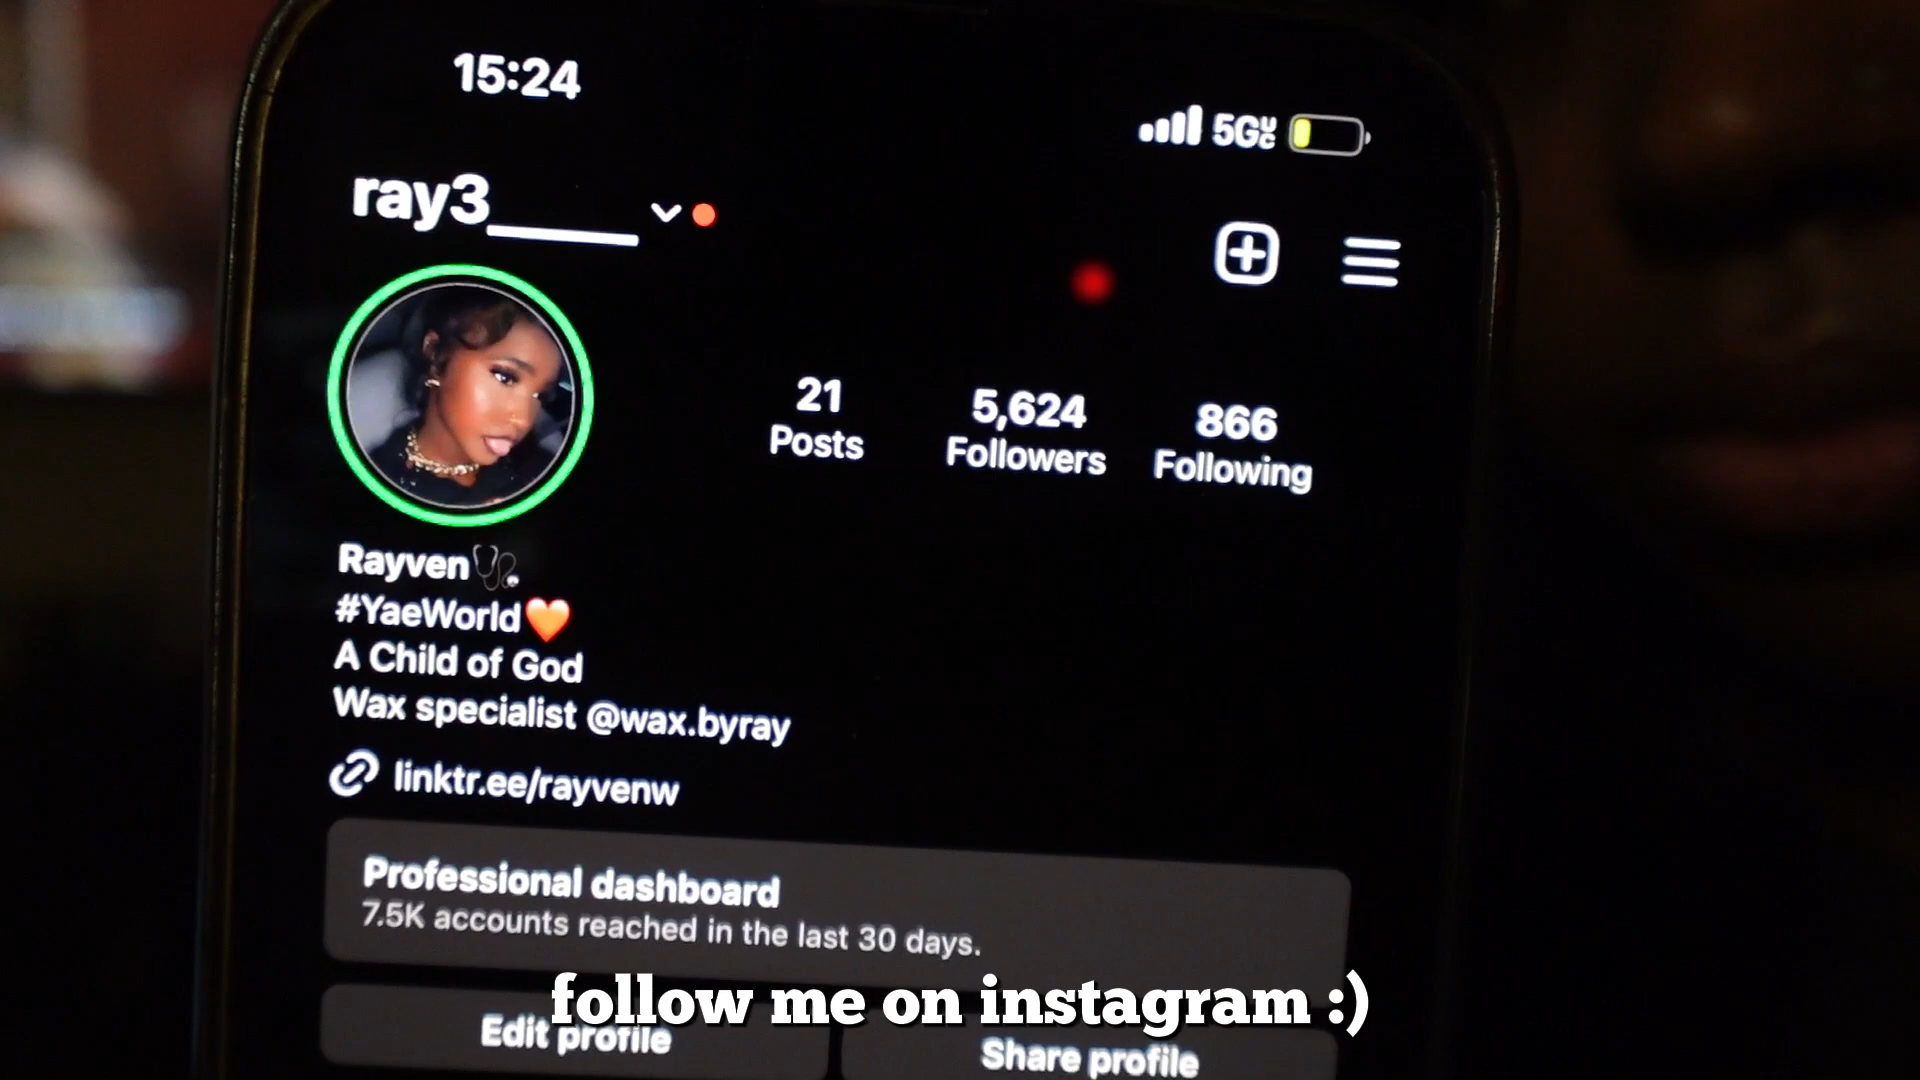 15:24
5G UC
ray3_____
21
Posts
5,624
Followers
866
Following
Rayven🩺
#YaeWorld🧡
A Child of God
Wax specialist @wax.byray
linktr.ee/rayvenw
Professional dashboard
7.5K accounts reached in the last 30 days.
follow me on instagram :)
Edit profile
Share profile